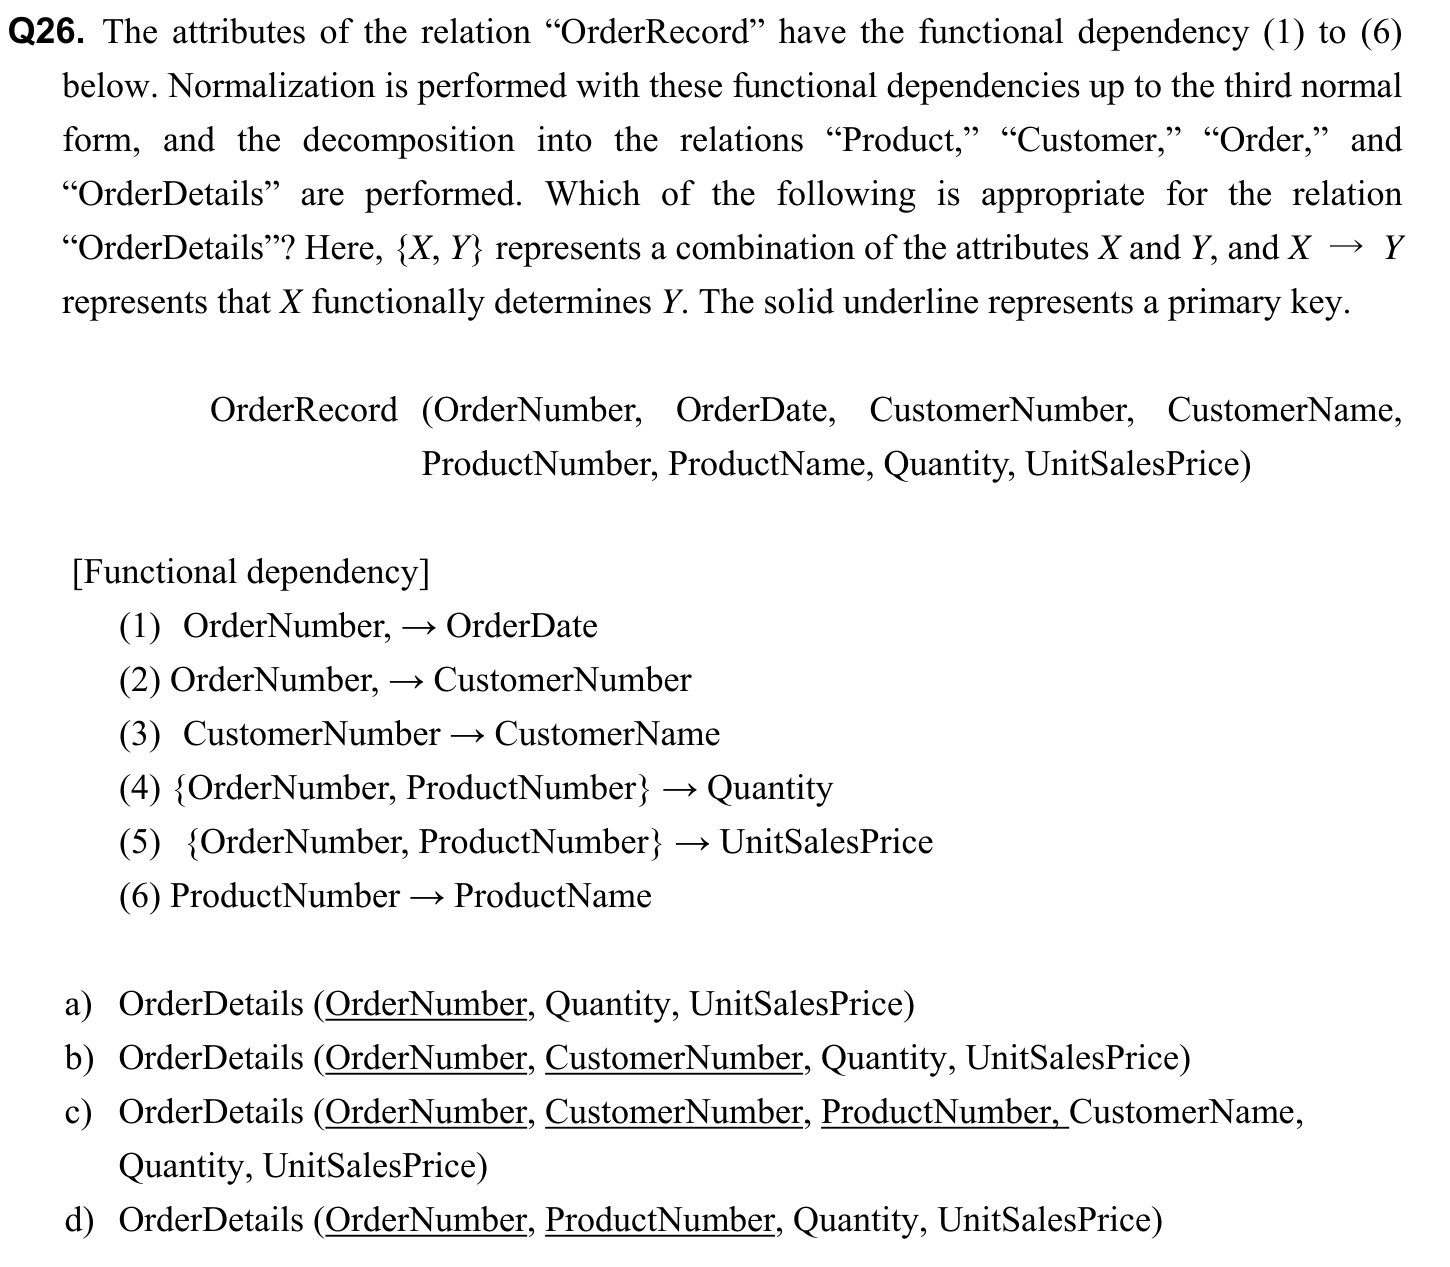 Q26. The attributes of the relation “OrderRecord” have the functional dependency (1) to (6)
below. Normalization is performed with these functional dependencies up to the third normal
form, and the decomposition into the relations “Product,” “Customer,” “Order,” and
“OrderDetails” are performed. Which of the following is appropriate for the relation
“OrderDetails”? Here, {X, Y} represents a combination of the attributes X and Y, and X → Y
represents that X functionally determines Y. The solid underline represents a primary key.
OrderRecord (OrderNumber, OrderDate, CustomerNumber, CustomerName,
ProductNumber, ProductName, Quantity, UnitSalesPrice)
[Functional dependency]
(1) OrderNumber, → OrderDate
(2) OrderNumber, → CustomerNumber
(3) CustomerNumber → CustomerName
(4) {OrderNumber, ProductNumber} → Quantity
(5) {OrderNumber, ProductNumber} → UnitSalesPrice
(6) ProductNumber → ProductName
a) OrderDetails (OrderNumber, Quantity, UnitSalesPrice)
b) OrderDetails (OrderNumber, CustomerNumber, Quantity, UnitSalesPrice)
c) OrderDetails (OrderNumber, CustomerNumber, ProductNumber, CustomerName,
Quantity, UnitSalesPrice)
d) OrderDetails (OrderNumber, ProductNumber, Quantity, UnitSalesPrice)